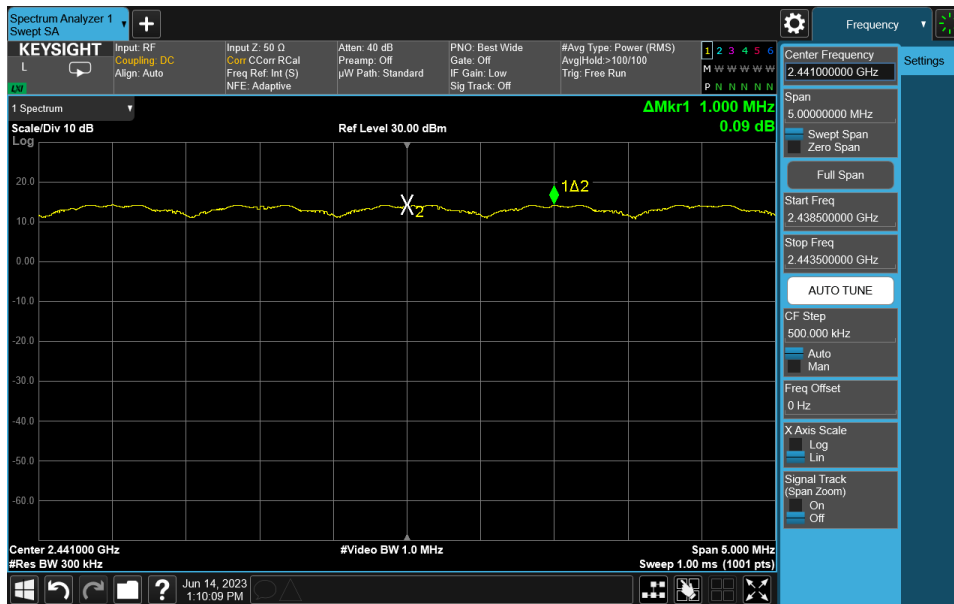 Spectrum Analyzer 1
Swept SA
Frequency
KEYSIGHT
L
LXI
Input: RF
Coupling: DC
Align: Auto
Input Z: 50 Ω
Corr CCorr RCal
Freq Ref: Int (S)
NFE: Adaptive
Atten: 40 dB
Preamp: Off
µW Path: Standard
PNO: Best Wide
Gate: Off
IF Gain: Low
Sig Track: Off
#Avg Type: Power (RMS)
Avg|Hold:>100/100
Trig: Free Run
1 2 3 4 5 6
M W W W W W
P N N N N N
1 Spectrum
ΔMkr1 1.000 MHz
0.09 dB
Scale/Div 10 dB
Ref Level 30.00 dBm
Log
20.0
10.0
0.00
-10.0
-20.0
-30.0
-40.0
-50.0
-60.0
1Δ2
2
Center 2.441000 GHz
#Video BW 1.0 MHz
Span 5.000 MHz
#Res BW 300 kHz
Sweep 1.00 ms (1001 pts)
Jun 14, 2023
1:10:09 PM
Center Frequency
2.441000000 GHz
Settings
Span
5.00000000 MHz
Swept Span
Zero Span
Full Span
Start Freq
2.438500000 GHz
Stop Freq
2.443500000 GHz
AUTO TUNE
CF Step
500.000 kHz
Auto
Man
Freq Offset
0 Hz
X Axis Scale
Log
Lin
Signal Track
(Span Zoom)
On
Off